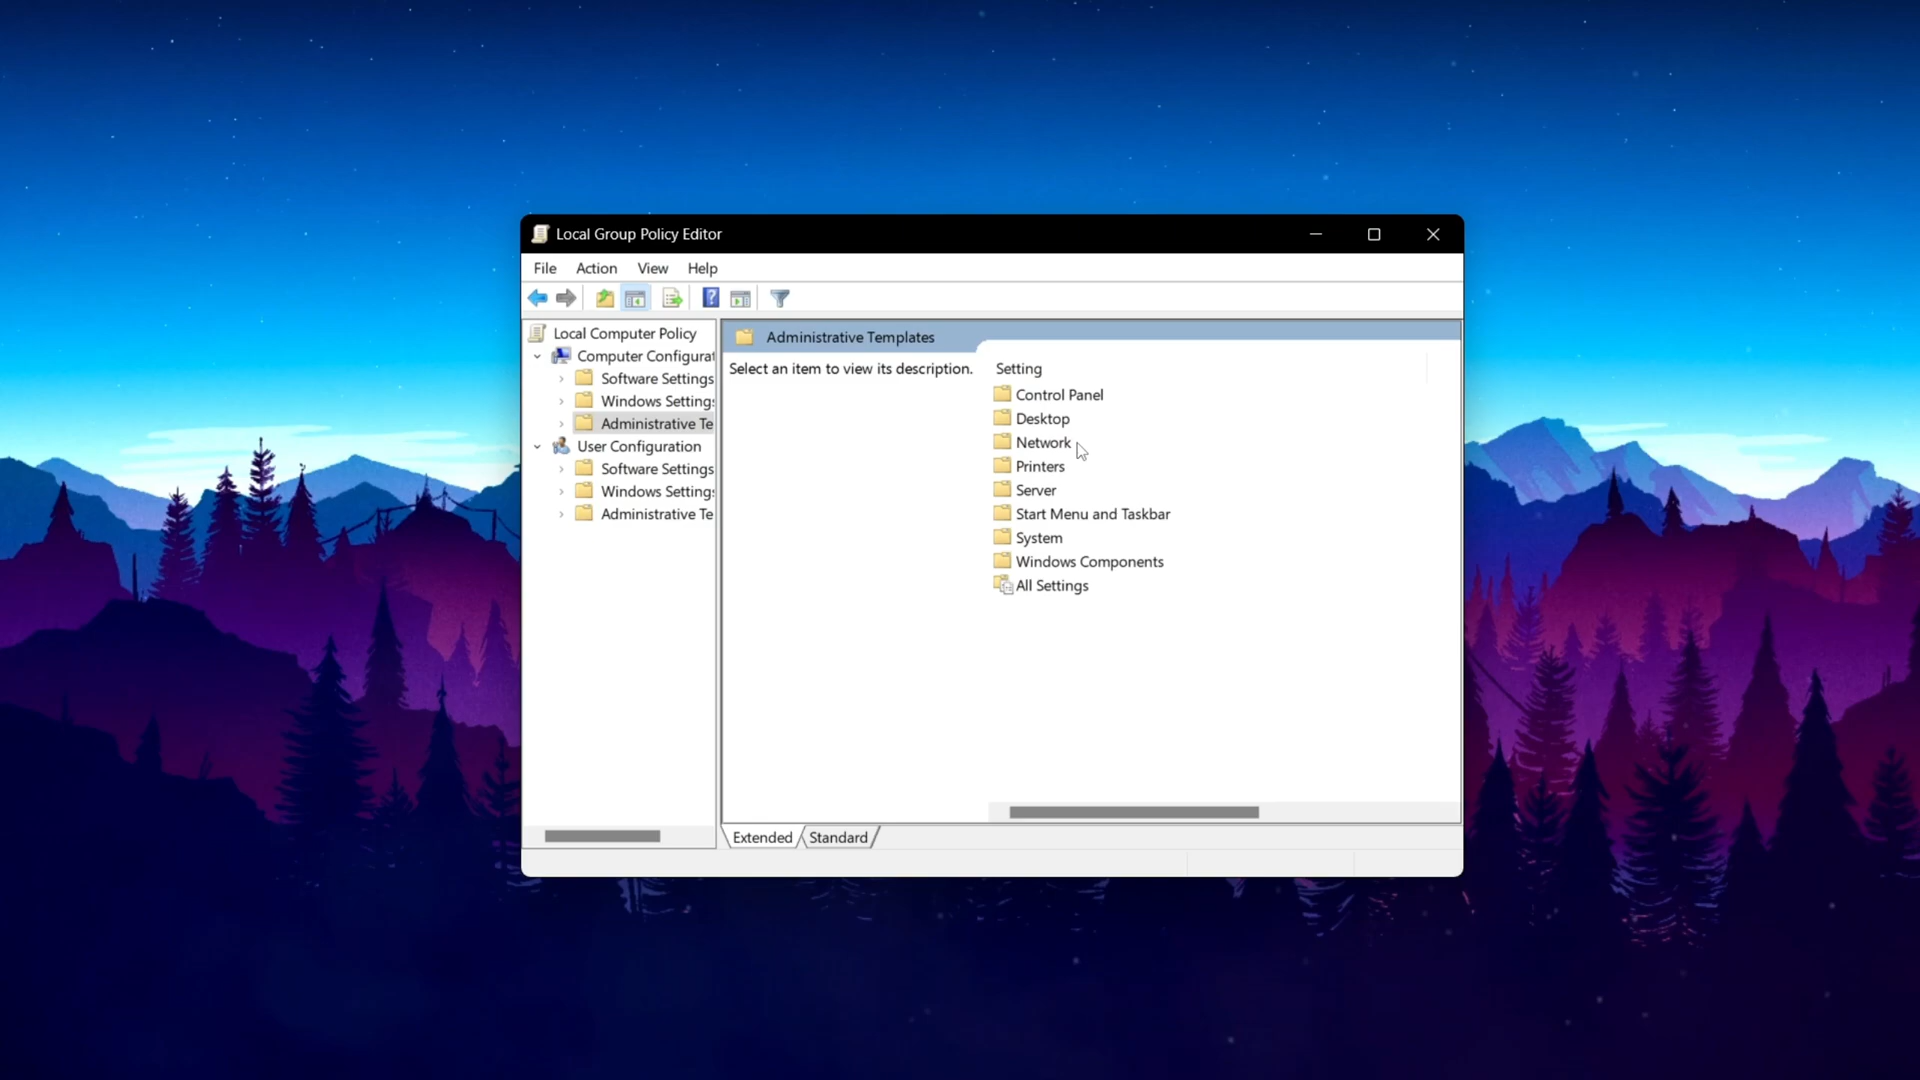 Local Group Policy Editor
File Action View Help
Local Computer Policy
Computer Configurat
Software Settings
Windows Settings
Administrative Te
User Configuration
Software Settings
Windows Settings
Administrative Te
Administrative Templates
Select an item to view its description.
Setting
Control Panel
Desktop
Network
Printers
Server
Start Menu and Taskbar
System
Windows Components
All Settings
Extended Standard